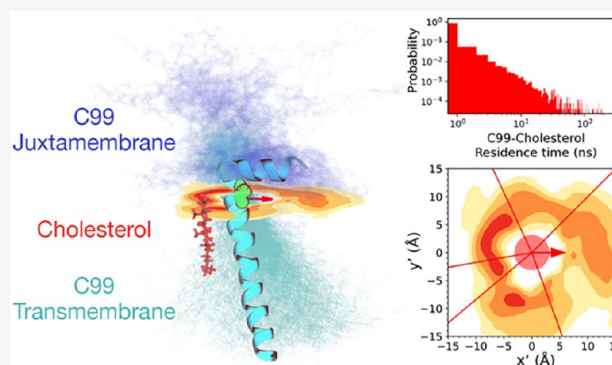 C99
Juxtamembrane
Cholesterol
C99
Transmembrane
Probability
10⁰
10⁻¹
10⁻²
10⁻³
10⁻⁴
10⁰
10¹
10²
C99-Cholesterol
Residence time (ns)
y' (Å)
15
10
5
0
-5
-10
-15
-15 -10 -5 0 5 10 15
x' (Å)